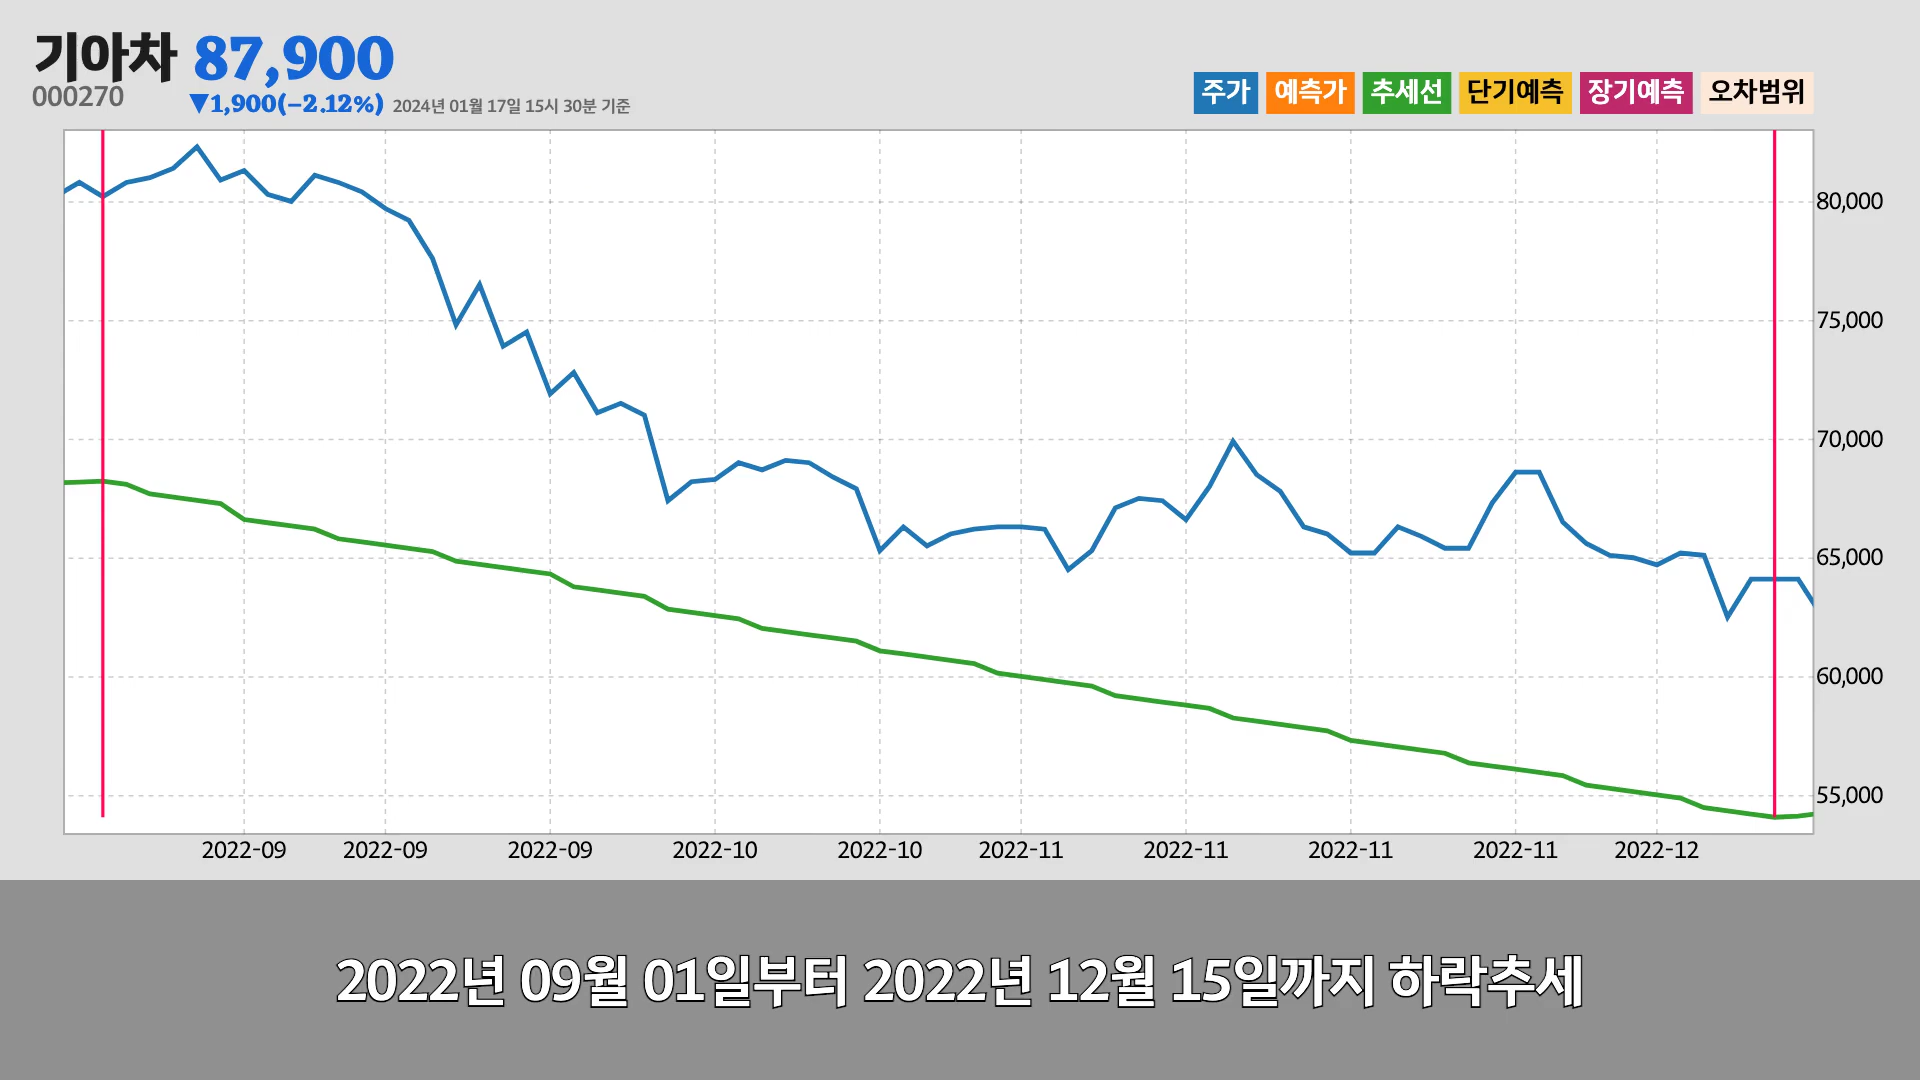 기아차 87,900
000270 ▼1,900(−2.12%) 2024년 01월 17일 15시 30분 기준
주가 예측가 추세선 단기예측 장기예측 오차범위
80,000
75,000
70,000
65,000
60,000
55,000
2022-09 2022-09 2022-09 2022-10 2022-10 2022-11 2022-11 2022-11 2022-11 2022-12
2022년 09월 01일부터 2022년 12월 15일까지 하락추세